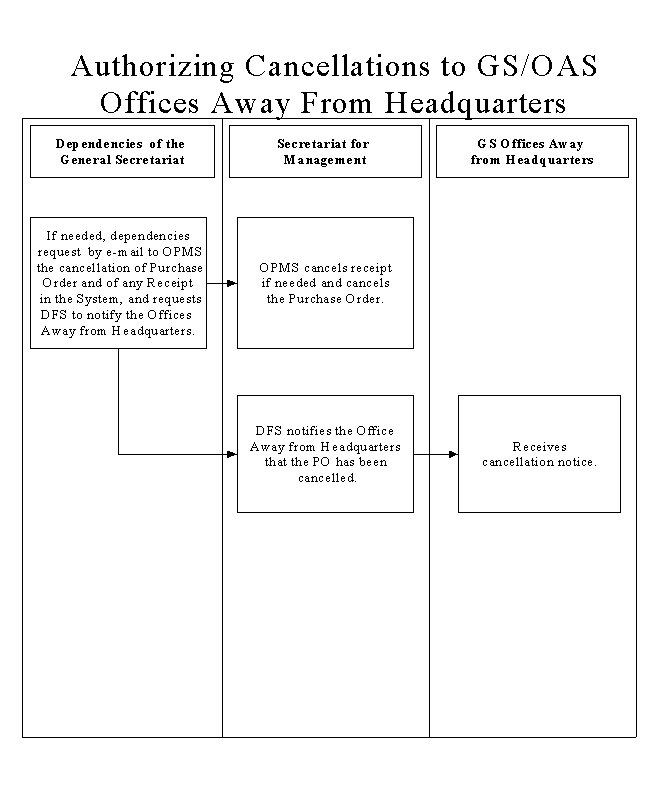 Authorizing Cancellations to GS/OAS
Offices Away From Headquarters
Dependencies of the
General Secretariat
Secretariat for
Management
GS Offices Away
from Headquarters
If needed, dependencies
request by e-mail to OPMS
the cancellation of Purchase
Order and of any Receipt
in the System, and requests
DFS to notify the Offices
Away from Headquarters.
OPMS cancels receipt
if needed and cancels
the Purchase Order.
DFS notifies the Office
Away from Headquarters
that the PO has been
cancelled.
Receives
cancellation notice.